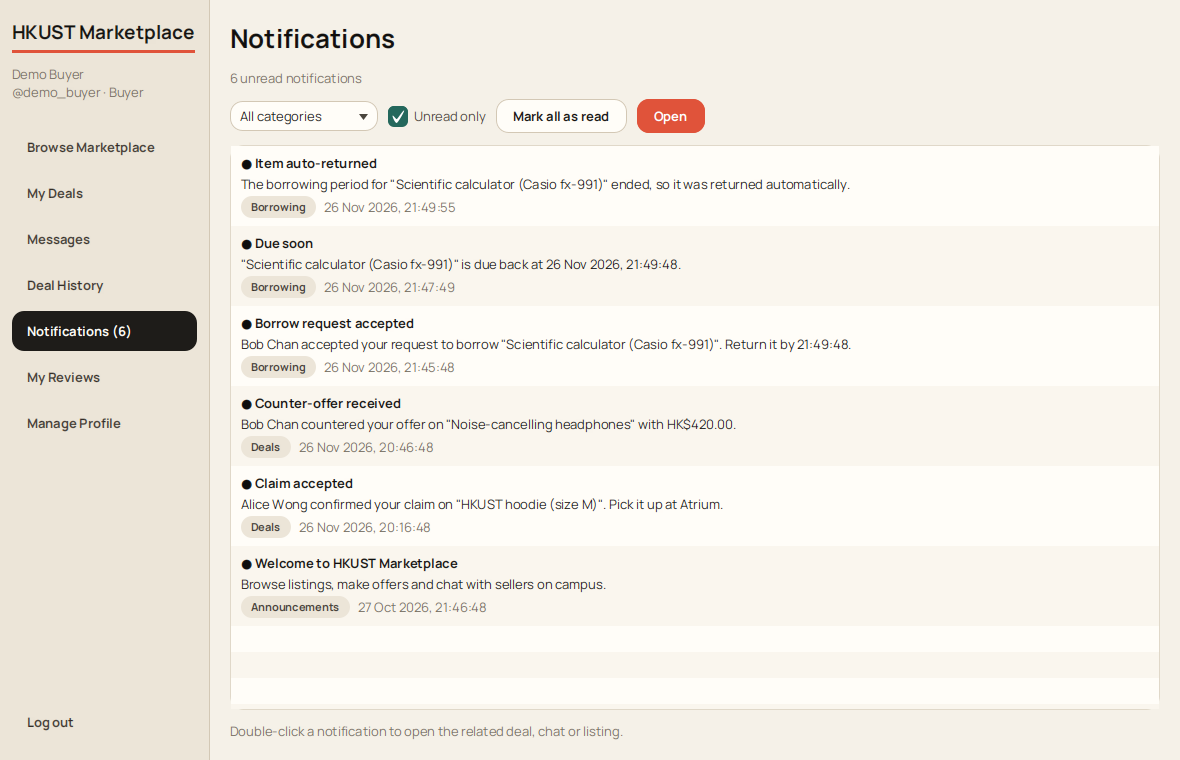 HKUST Marketplace
Demo Buyer
@demo_buyer · Buyer
Browse Marketplace
My Deals
Messages
Deal History
Notifications (6)
My Reviews
Manage Profile
Log out
Notifications
6 unread notifications
All categories
Unread only
Mark all as read
Open
● Item auto-returned
The borrowing period for "Scientific calculator (Casio fx-991)" ended, so it was returned automatically.
Borrowing 26 Nov 2026, 21:49:55
● Due soon
"Scientific calculator (Casio fx-991)" is due back at 26 Nov 2026, 21:49:48.
Borrowing 26 Nov 2026, 21:47:49
● Borrow request accepted
Bob Chan accepted your request to borrow "Scientific calculator (Casio fx-991)". Return it by 21:49:48.
Borrowing 26 Nov 2026, 21:45:48
● Counter-offer received
Bob Chan countered your offer on "Noise-cancelling headphones" with HK$420.00.
Deals 26 Nov 2026, 20:46:48
● Claim accepted
Alice Wong confirmed your claim on "HKUST hoodie (size M)". Pick it up at Atrium.
Deals 26 Nov 2026, 20:16:48
● Welcome to HKUST Marketplace
Browse listings, make offers and chat with sellers on campus.
Announcements 27 Oct 2026, 21:46:48
Double-click a notification to open the related deal, chat or listing.